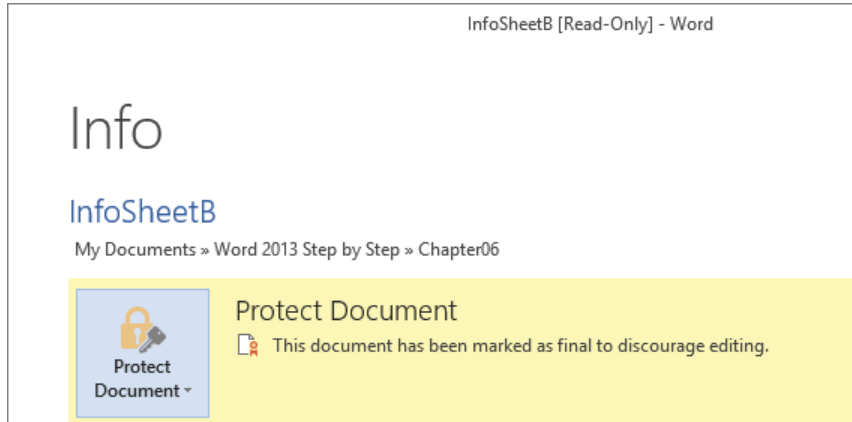 InfoSheetB [Read-Only] - Word
Info
InfoSheetB
My Documents » Word 2013 Step by Step » Chapter06
Protect Document
This document has been marked as final to discourage editing.
Protect
Document